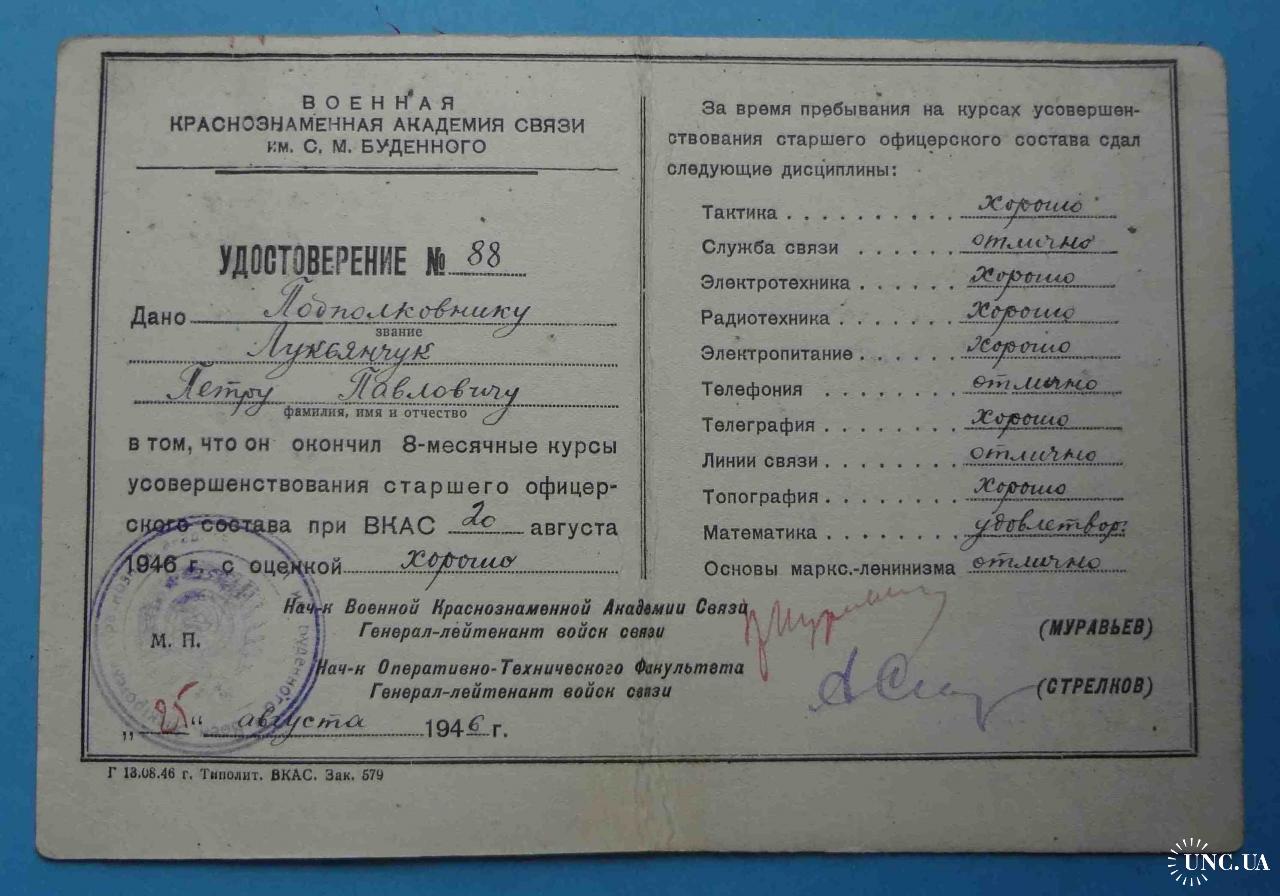 ВОЕННАЯ
КРАСНОЗНАМЕННАЯ АКАДЕМИЯ СВЯЗИ
им. С. М. БУДЕННОГО
УДОСТОВЕРЕНИЕ № 88
Дано Подполковнику
звание
Лукьянчук
Петру Павловичу
фамилия, имя и отчество
в том, что он окончил 8-месячные курсы
усовершенствования старшего офицер-
ского состава при ВКАС 20 августа
1946 г. с оценкой хорошо
За время пребывания на курсах усовершен-
ствования старшего офицерского состава сдал
следующие дисциплины:
Тактика . . . . . . . . . . Хорошо
Служба связи . . . . . . отлично
Электротехника . . . . . . Хорошо
Радиотехника . . . . . . . Хорошо
Электропитание . . . . . . Хорошо
Телефония . . . . . . . . отлично
Телеграфия . . . . . . . . Хорошо
Линии связи . . . . . . . . отлично
Топография . . . . . . . . Хорошо
Математика . . . . . . . . удовлетвор.
Основы маркс.-ленинизма отлично
Нач-к Военной Краснознаменной Академии Связи
Генерал-лейтенант войск связи (МУРАВЬЕВ)
М. П.
Нач-к Оперативно-Технического Факультета
Генерал-лейтенант войск связи (СТРЕЛКОВ)
„25“ августа 1946 г.
Г 13.08.46 г. Типолит. ВКАС. Зак. 579
UNC.UA